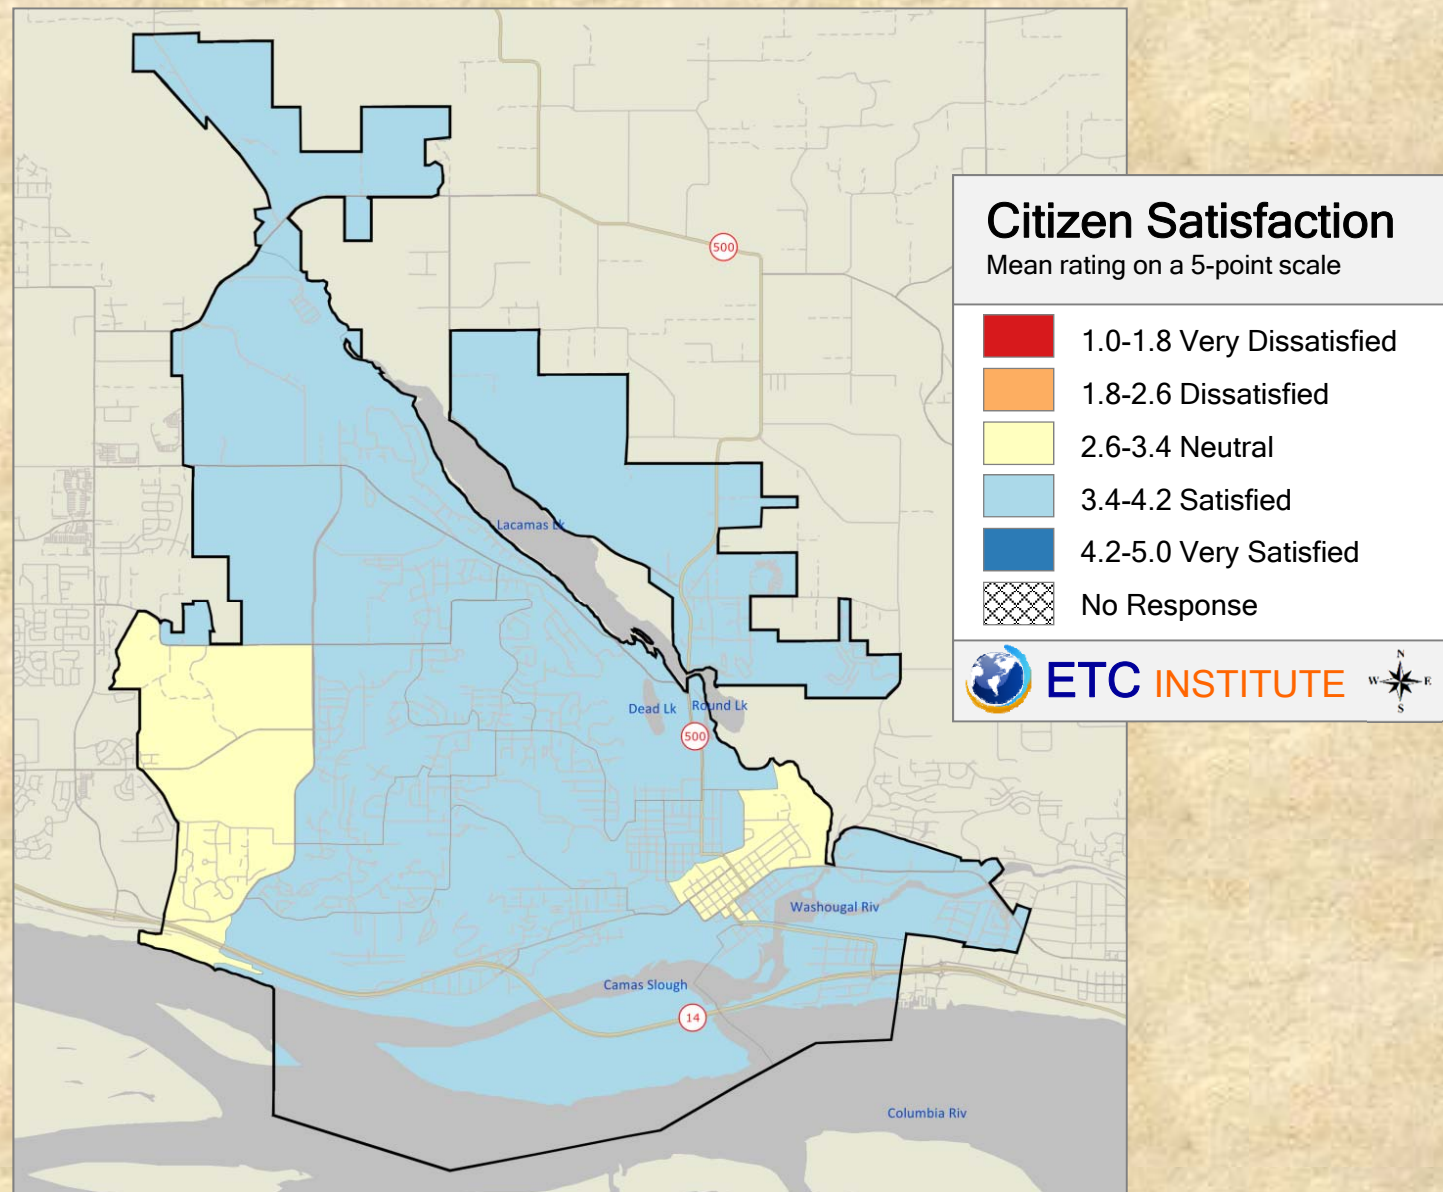 Citizen Satisfaction
Mean rating on a 5-point scale
1.0-1.8 Very Dissatisfied
1.8-2.6 Dissatisfied
2.6-3.4 Neutral
3.4-4.2 Satisfied
4.2-5.0 Very Satisfied
No Response
ETC INSTITUTE
N
W E
S
500
Lacamas Lk
Dead Lk
Round Lk
500
Washougal Riv
Camas Slough
14
Columbia Riv